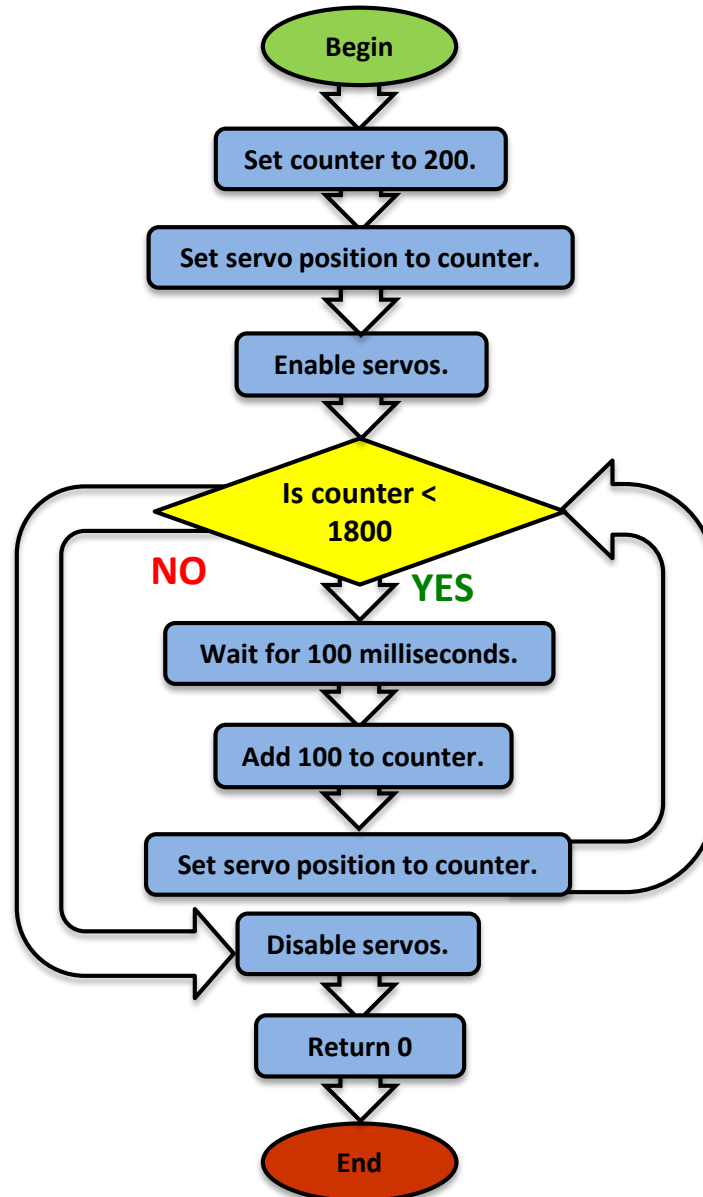 Begin
Set counter to 200.
Set servo position to counter.
Enable servos.
Is counter <
1800
NO
YES
Wait for 100 milliseconds.
Add 100 to counter.
Set servo position to counter.
Disable servos.
Return 0
End